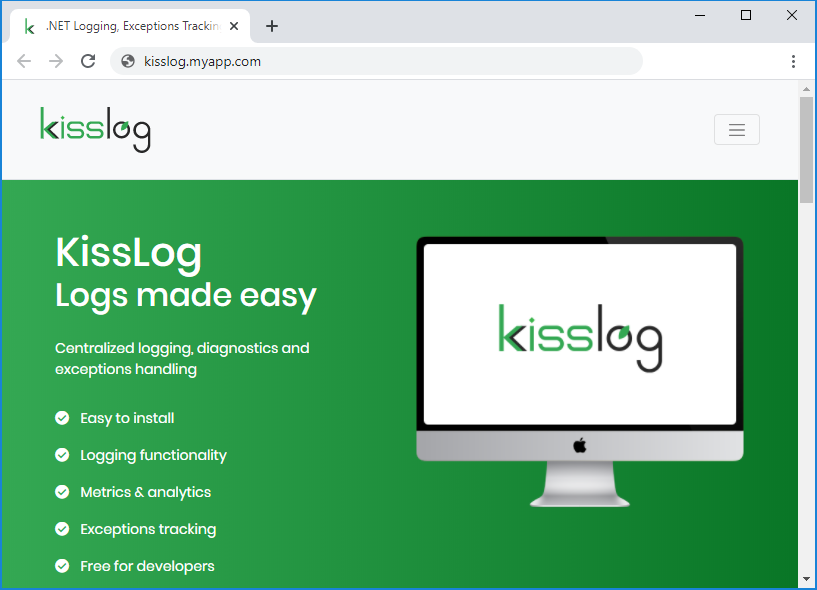 .NET Logging, Exceptions Trackin
kisslog.myapp.com
kisslog
KissLog
Logs made easy
Centralized logging, diagnostics and
exceptions handling
Easy to install
Logging functionality
Metrics & analytics
Exceptions tracking
Free for developers
kisslog